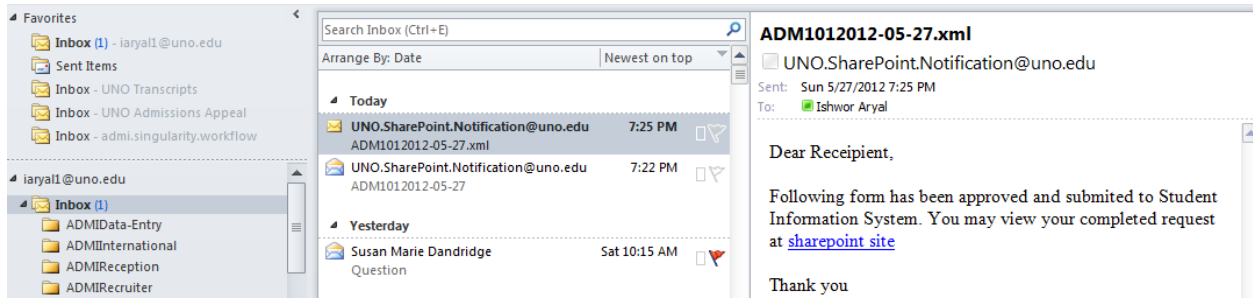 Favorites
Inbox (1) - iaryal1@uno.edu
Sent Items
Inbox - UNO Transcripts
Inbox - UNO Admissions Appeal
Inbox - admi.singularity.workflow
iaryal1@uno.edu
Inbox (1)
ADMIData-Entry
ADMIInternational
ADMIReception
ADMIRecruiter
Search Inbox (Ctrl+E)
Arrange By: Date Newest on top
Today
UNO.SharePoint.Notification@uno.edu 7:25 PM
ADM1012012-05-27.xml
UNO.SharePoint.Notification@uno.edu 7:22 PM
ADM1012012-05-27
Yesterday
Susan Marie Dandridge Sat 10:15 AM
Question
ADM1012012-05-27.xml
UNO.SharePoint.Notification@uno.edu
Sent: Sun 5/27/2012 7:25 PM
To: Ishwor Aryal
Dear Receipient,
Following form has been approved and submited to Student
Information System. You may view your completed request
at sharepoint site
Thank you